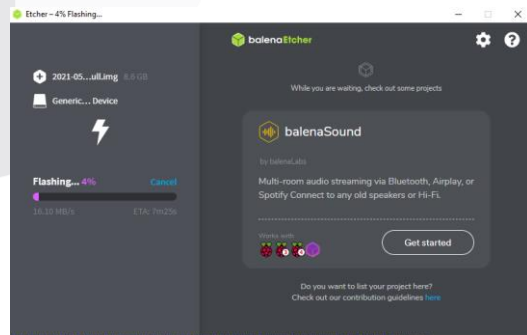 Etcher – 4% Flashing...
balenaEtcher
2021-05...ull.img 8.8 GB
Generic... Device
Flashing... 4% Cancel
16.10 MB/s ETA: 7m25s
While you are waiting, check out some projects
balenaSound
by balenaLabs
Multi-room audio streaming via Bluetooth, Airplay, or
Spotify Connect to any old speakers or Hi-Fi.
Works with
Get started
Do you want to list your project here?
Check out our contribution guidelines here